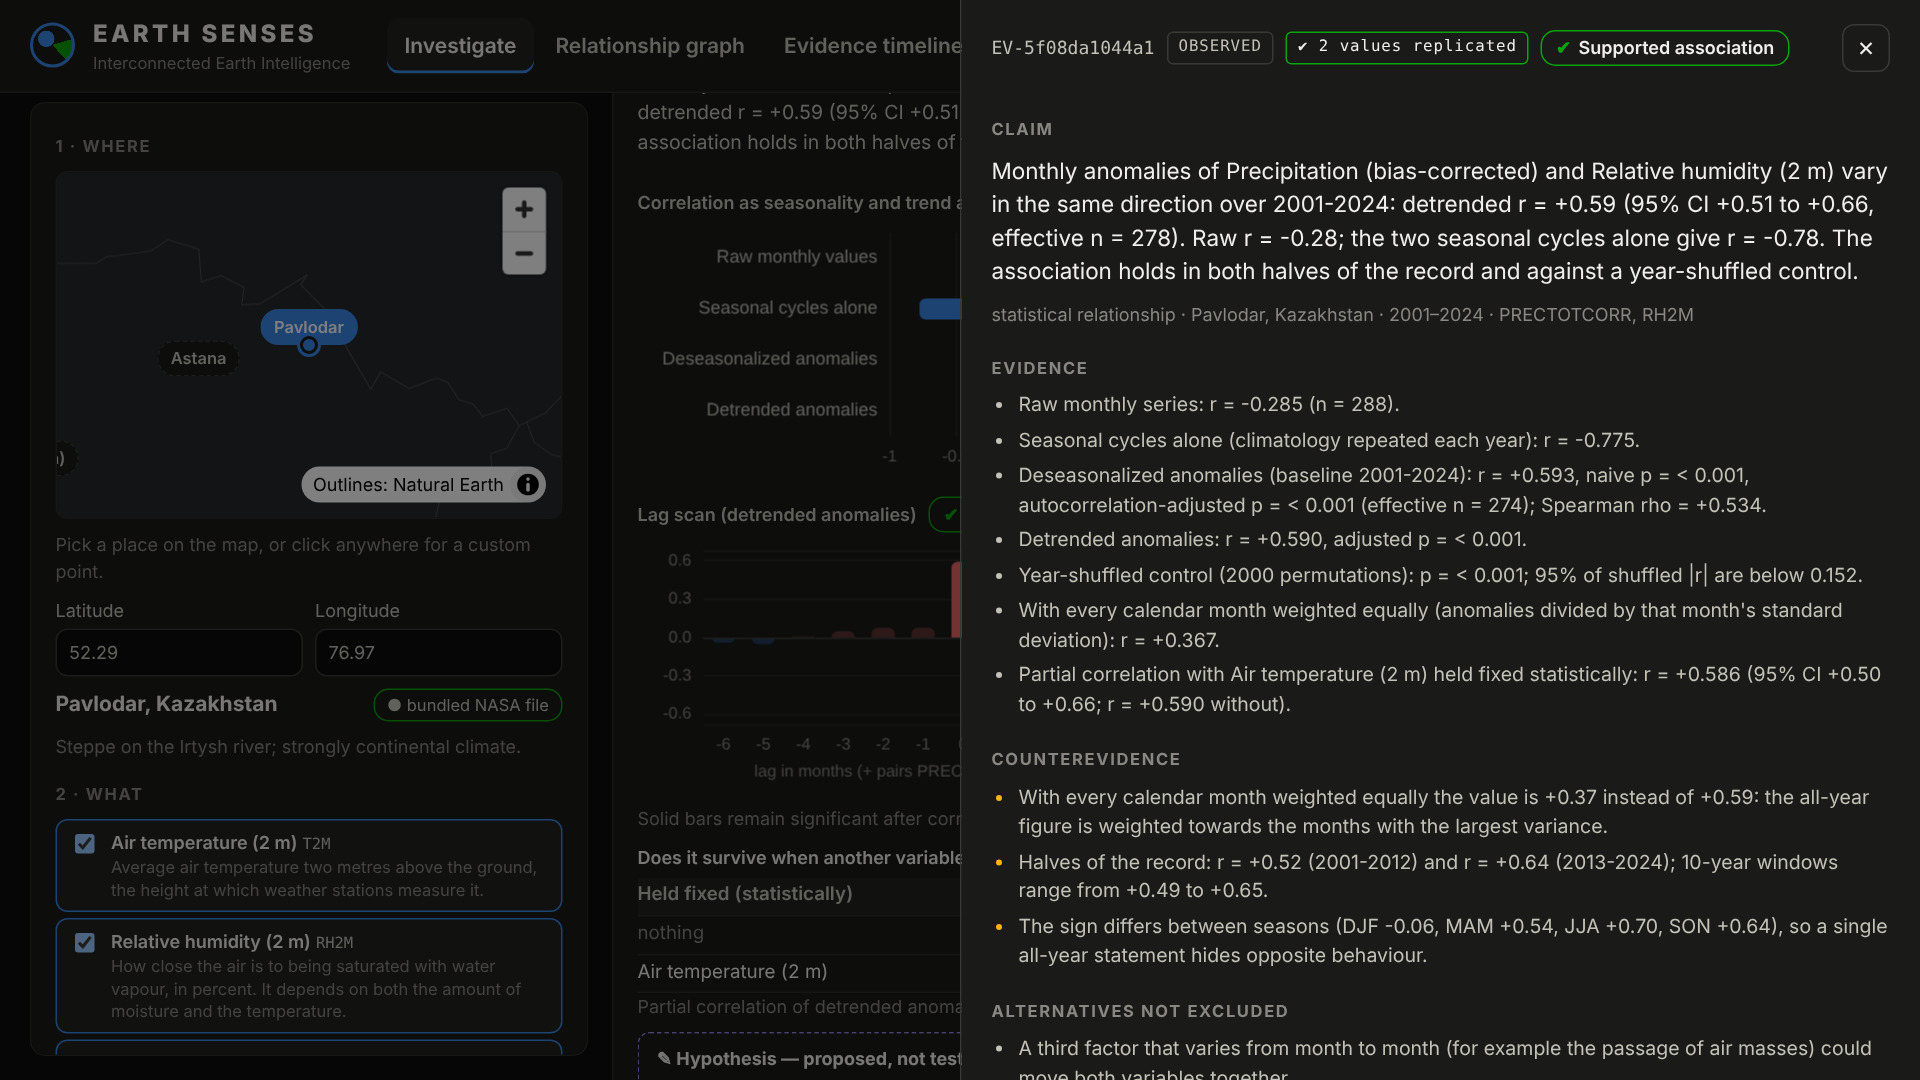 EARTH SENSES
Interconnected Earth Intelligence
Investigate
Relationship graph
Evidence timeline
1 · WHERE
+
−
Pavlodar
Astana
Outlines: Natural Earth
Pick a place on the map, or click anywhere for a custom
point.
Latitude
Longitude
52.29
76.97
Pavlodar, Kazakhstan
bundled NASA file
Steppe on the Irtysh river; strongly continental climate.
2 · WHAT
Air temperature (2 m) T2M
Average air temperature two metres above the ground,
the height at which weather stations measure it.
Relative humidity (2 m) RH2M
How close the air is to being saturated with water
vapour, in percent. It depends on both the amount of
moisture and the temperature.
detrended r = +0.59 (95% CI +0.51
association holds in both halves of
Correlation as seasonality and trend
Raw monthly values
Seasonal cycles alone
Deseasonalized anomalies
Detrended anomalies
-1
Lag scan (detrended anomalies)
0.6
0.3
0.0
-0.3
-0.6
-6 -5 -4 -3 -2 -1
lag in months (+ pairs PREC
Solid bars remain significant after
Does it survive when another variable
Held fixed (statistically)
nothing
Air temperature (2 m)
Partial correlation of detrended
✎ Hypothesis — proposed, not
EV-5f08da1044a1
OBSERVED
✔ 2 values replicated
✔ Supported association
×
CLAIM
Monthly anomalies of Precipitation (bias-corrected) and Relative humidity (2 m) vary
in the same direction over 2001-2024: detrended r = +0.59 (95% CI +0.51 to +0.66,
effective n = 278). Raw r = -0.28; the two seasonal cycles alone give r = -0.78. The
association holds in both halves of the record and against a year-shuffled control.
statistical relationship · Pavlodar, Kazakhstan · 2001–2024 · PRECTOTCORR, RH2M
EVIDENCE
• Raw monthly series: r = -0.285 (n = 288).
• Seasonal cycles alone (climatology repeated each year): r = -0.775.
• Deseasonalized anomalies (baseline 2001-2024): r = +0.593, naive p = < 0.001,
autocorrelation-adjusted p = < 0.001 (effective n = 274); Spearman rho = +0.534.
• Detrended anomalies: r = +0.590, adjusted p = < 0.001.
• Year-shuffled control (2000 permutations): p = < 0.001; 95% of shuffled |r| are below 0.152.
• With every calendar month weighted equally (anomalies divided by that month's standard
deviation): r = +0.367.
• Partial correlation with Air temperature (2 m) held fixed statistically: r = +0.586 (95% CI +0.50
to +0.66; r = +0.590 without).
COUNTEREVIDENCE
• With every calendar month weighted equally the value is +0.37 instead of +0.59: the all-year
figure is weighted towards the months with the largest variance.
• Halves of the record: r = +0.52 (2001-2012) and r = +0.64 (2013-2024); 10-year windows
range from +0.49 to +0.65.
• The sign differs between seasons (DJF -0.06, MAM +0.54, JJA +0.70, SON +0.64), so a single
all-year statement hides opposite behaviour.
ALTERNATIVES NOT EXCLUDED
• A third factor that varies from month to month (for example the passage of air masses) could
move both variables together.